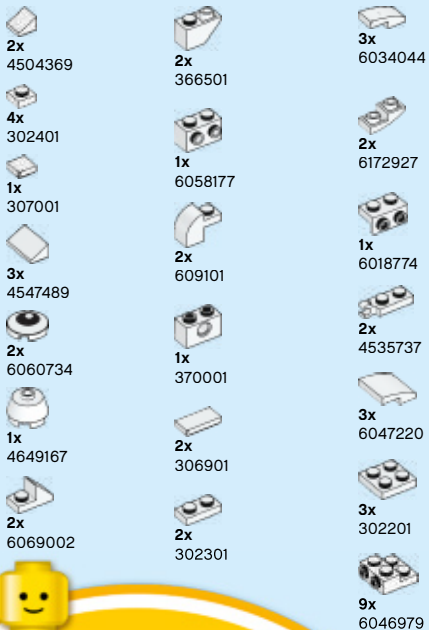 2x
4504369
4x
302401
1x
307001
3x
4547489
2x
6060734
1x
4649167
2x
6069002
2x
366501
1x
6058177
2x
609101
1x
370001
2x
306901
2x
302301
3x
6034044
2x
6172927
1x
6018774
2x
4535737
3x
6047220
3x
302201
9x
6046979